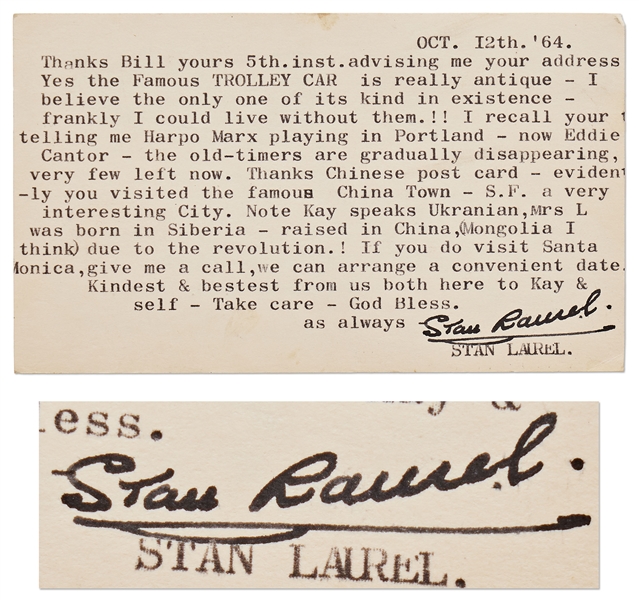 OCT. 12th.'64.
Thanks Bill yours 5th.inst.advising me your address
Yes the Famous TROLLEY CAR is really antique - I
believe the only one of its kind in existence -
frankly I could live without them.!! I recall your
telling me Harpo Marx playing in Portland - now Eddie
Cantor - the old-timers are gradually disappearing,
very few left now. Thanks Chinese post card - eviden
-ly you visited the famous China Town - S.F. a very
interesting City. Note Kay speaks Ukranian,Mrs L
was born in Siberia - raised in China,(Mongolia I
think) due to the revolution.! If you do visit Santa
Monica,give me a call,we can arrange a convenient date.
Kindest & bestest from us both here to Kay &
self - Take care - God Bless.
as always Stan Laurel.
STAN LAUREL.
less.
Stan Laurel.
STAN LAUREL.